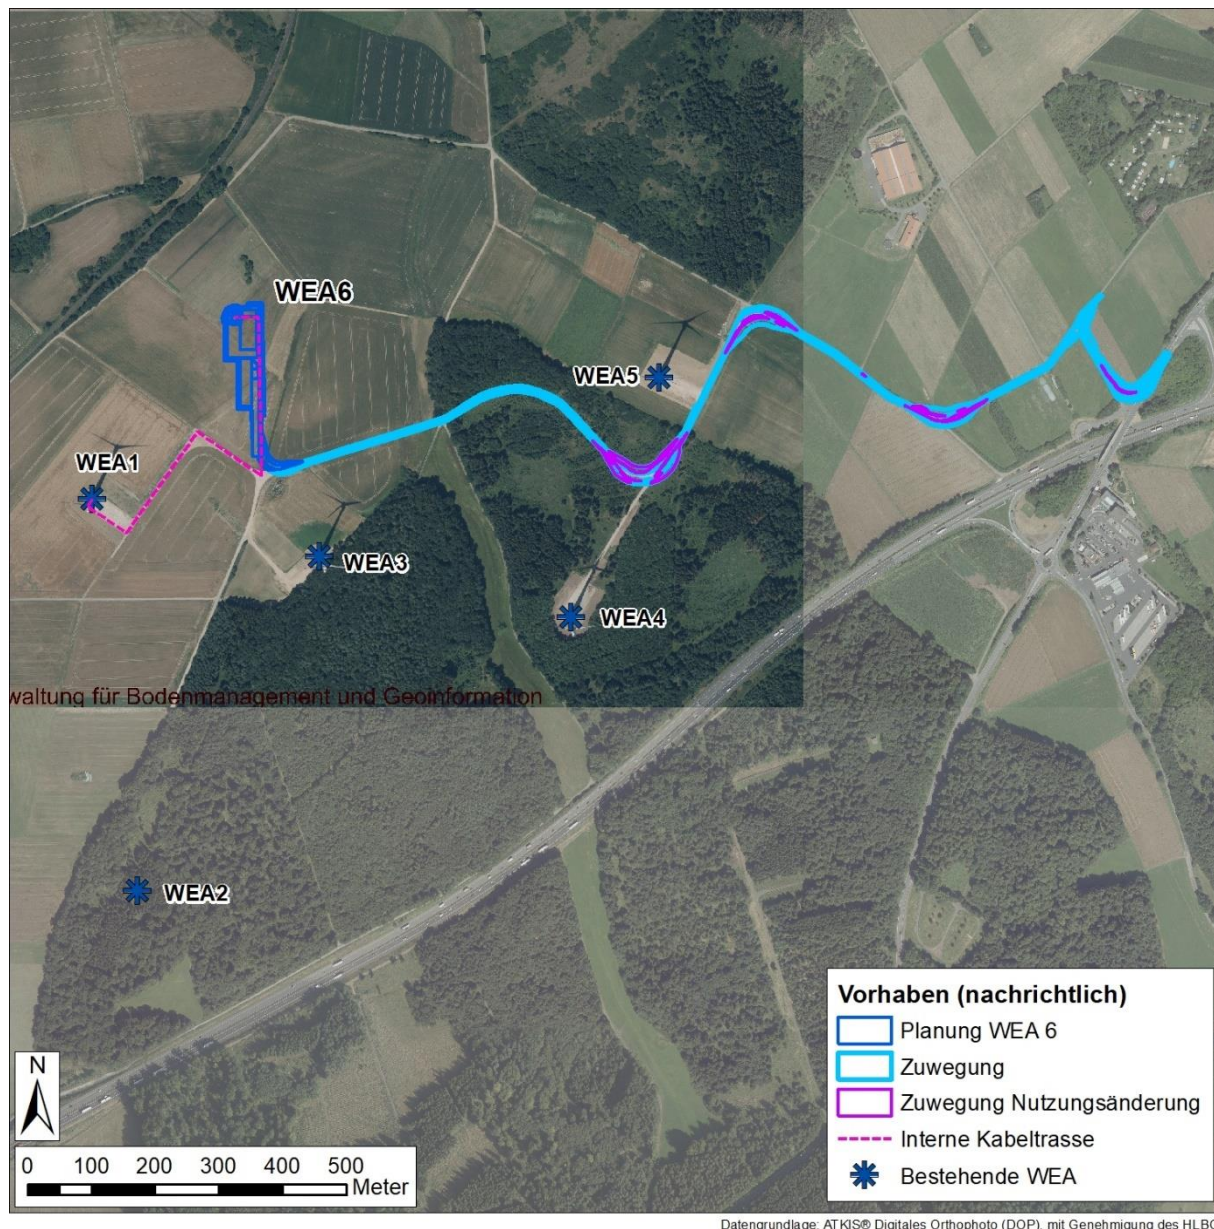 WEA6
WEA5
WEA1
WEA3
WEA4
waltung für Bodenmanagement und Geoinformation
WEA2
Vorhaben (nachrichtlich)
Planung WEA 6
Zuwegung
Zuwegung Nutzungsänderung
Interne Kabeltrasse
Bestehende WEA
N
0 100 200 300 400 500
Meter
Datengrundlage: ATKIS® Digitales Orthophoto (DOP), mit Genehmigung des HLBG